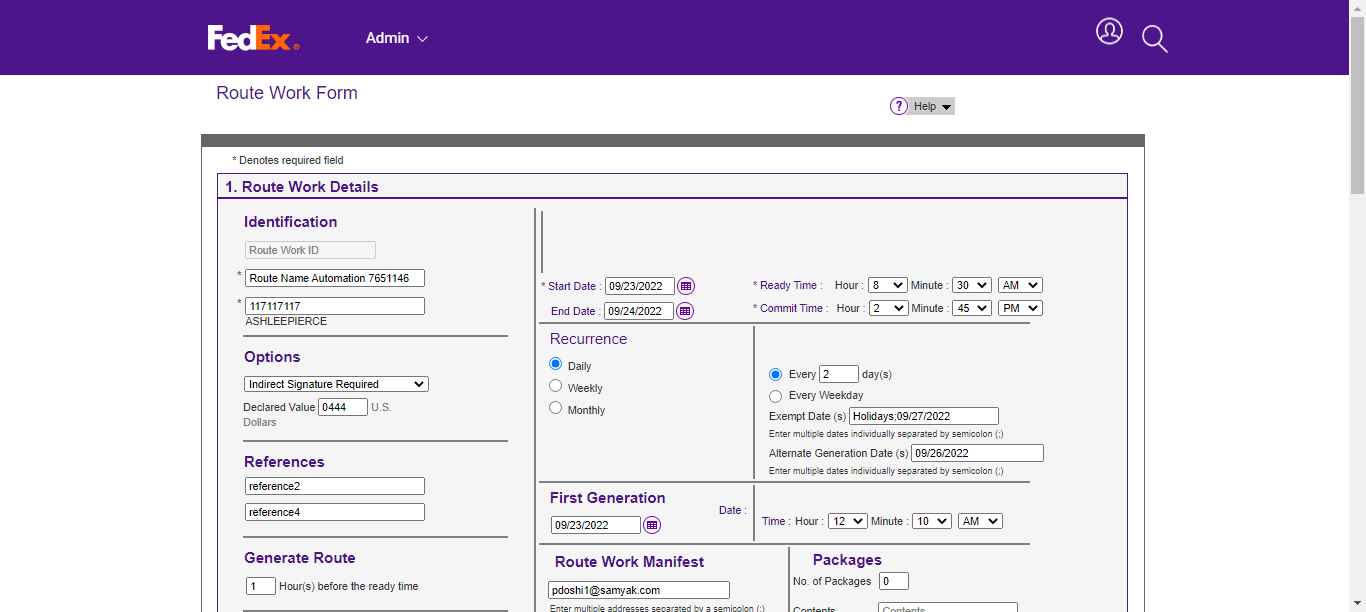 FedEx®
Admin
Route Work Form
? Help
* Denotes required field
1. Route Work Details
Identification
Route Work ID
* Route Name Automation 7651146
* 117117117
ASHLEEPIERCE
Options
Indirect Signature Required
Declared Value 0444 U.S.
Dollars
References
reference2
reference4
Generate Route
1 Hour(s) before the ready time
* Start Date : 09/23/2022
End Date : 09/24/2022
* Ready Time : Hour : 8 Minute : 30 AM
* Commit Time : Hour : 2 Minute : 45 PM
Recurrence
Daily
Weekly
Monthly
Every 2 day(s)
Every Weekday
Exempt Date (s) Holidays;09/27/2022
Enter multiple dates individually separated by semicolon (;)
Alternate Generation Date (s) 09/26/2022
Enter multiple dates individually separated by semicolon (;)
First Generation
Date :
09/23/2022
Time : Hour : 12 Minute : 10 AM
Route Work Manifest
pdoshi1@samyak.com
Enter multiple addresses separated by a semicolon (;)
Packages
No. of Packages 0
Contents Contents